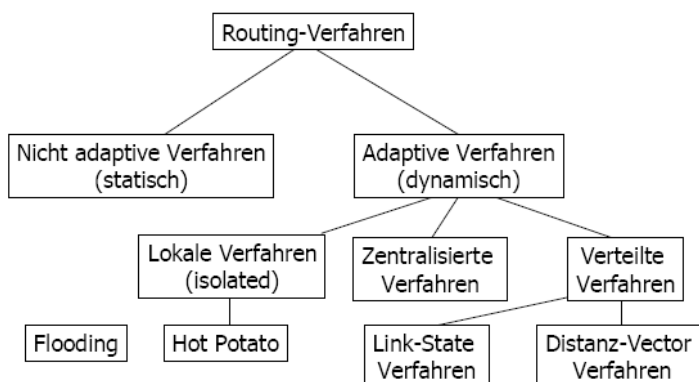 Routing-Verfahren
Nicht adaptive Verfahren
(statisch)
Adaptive Verfahren
(dynamisch)
Lokale Verfahren
(isolated)
Zentralisierte
Verfahren
Verteilte
Verfahren
Flooding
Hot Potato
Link-State
Verfahren
Distanz-Vector
Verfahren